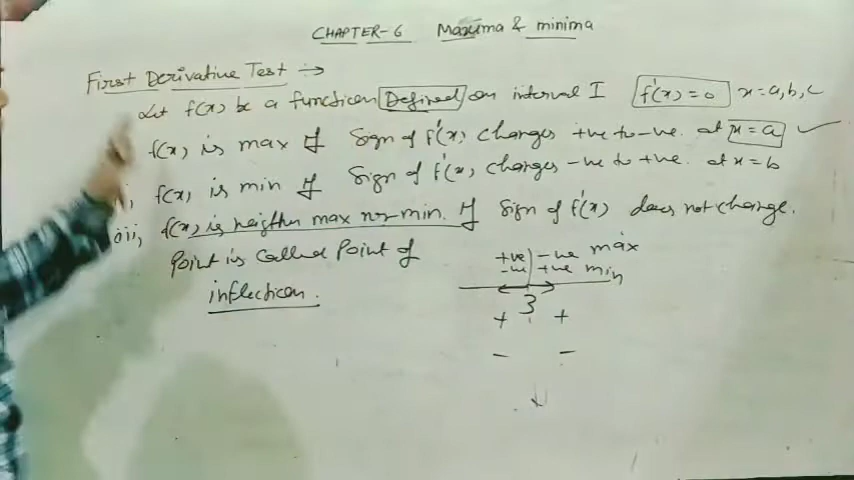 CHAPTER-6 Maxima & minima
First Derivative Test →
Let f(x) be a function Defined on interval I f'(x)=0 x=a,b,c
f(x) is max If Sign of f'(x) changes +ve to -ve. at x=a ✓
i, f(x) is min If Sign of f'(x) changes -ve to +ve. at x=b
iii, f(x) is neigther max nor min. If Sign of f'(x) does not change.
Point is called Point of
inflection.
+ve | -ve max
-ve | +ve min
3
+ +
- -